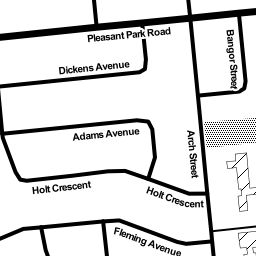 Pleasant Park Road
Bangor Street
Dickens Avenue
Adams Avenue
Arch Street
Holt Crescent
Holt Crescent
Fleming Avenue